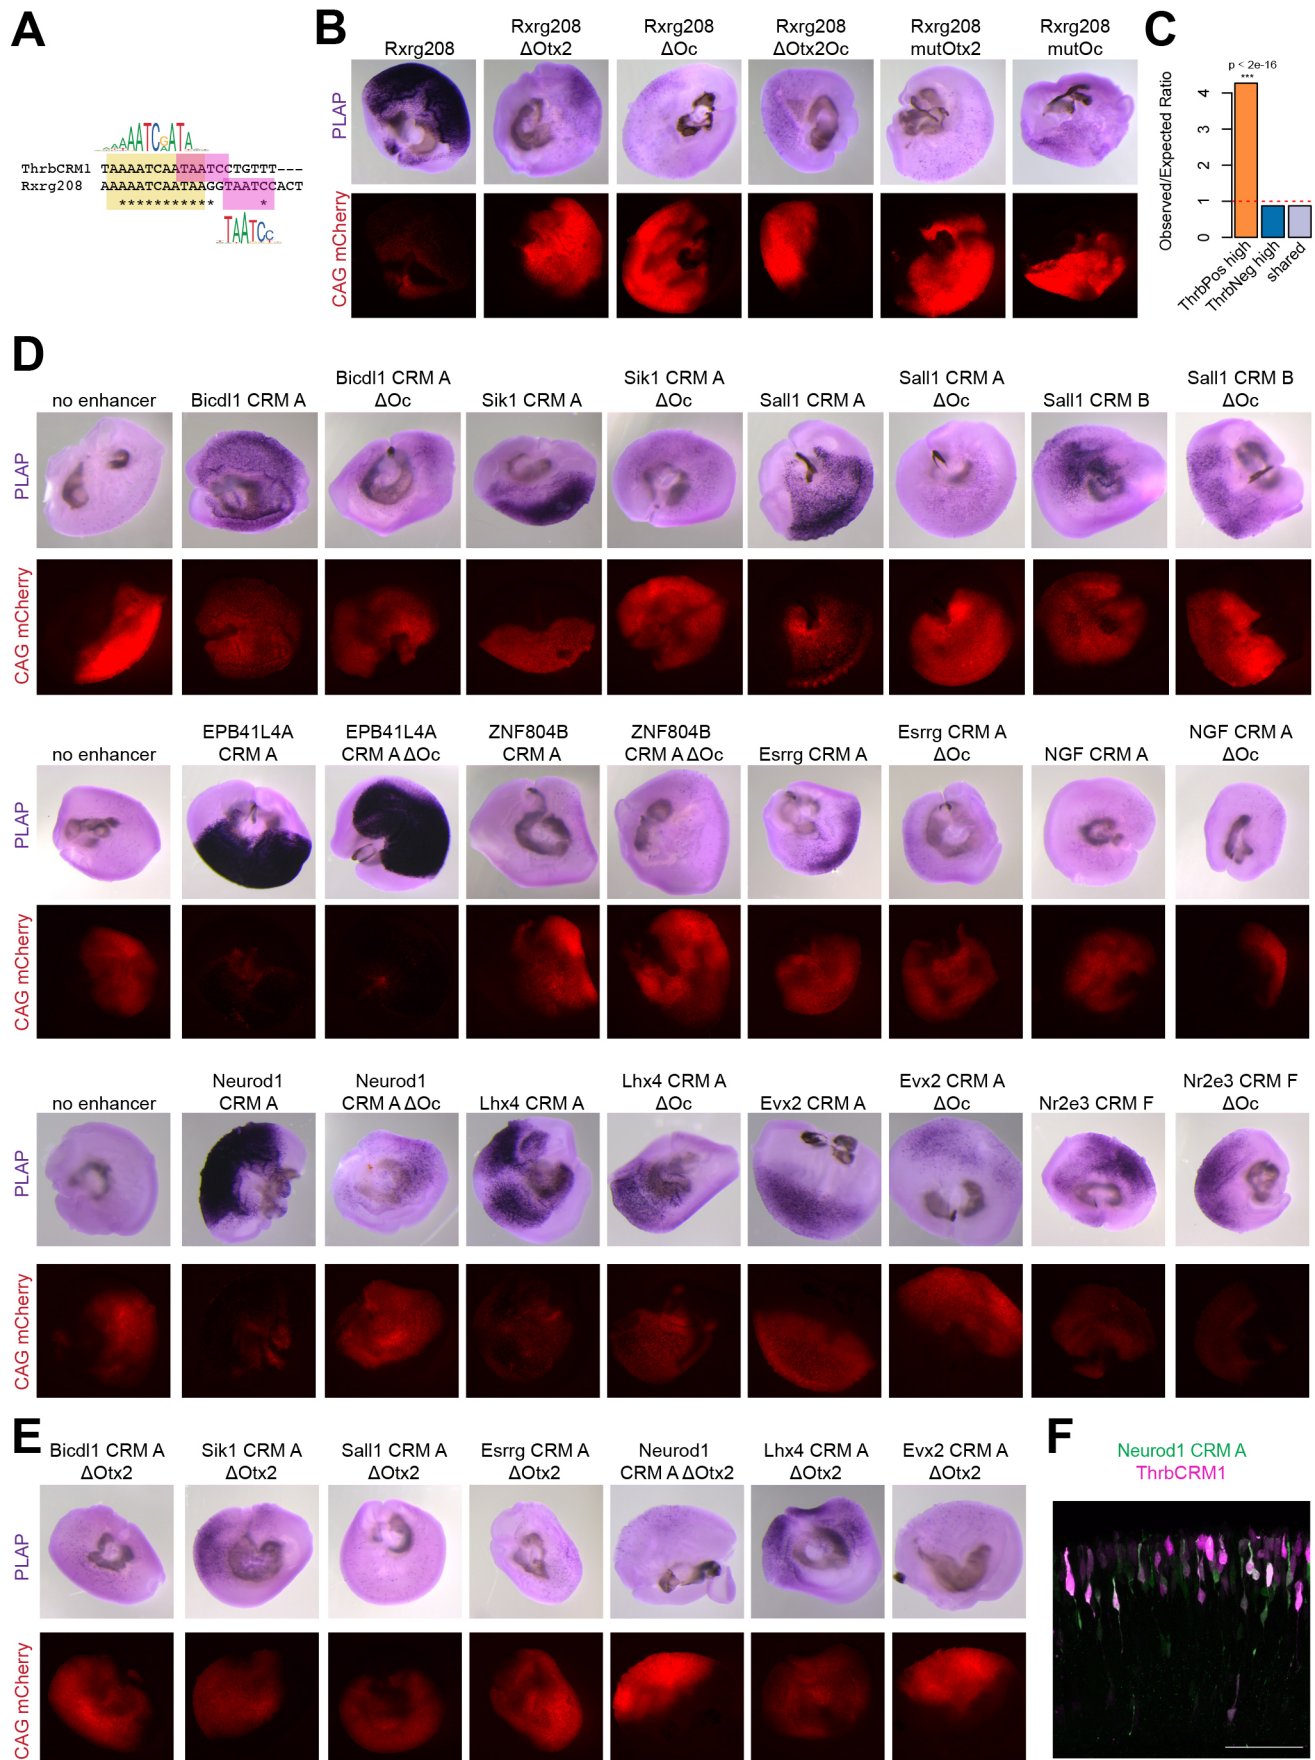 A
AAATCGATA
ThrbCRM1 TAAAATCAATAATCCTGTTT---
Rxrg208 AAAAATCAATAAGGTAATCCACT
************ *
TAATCC
B
Rxrg208
Rxrg208
ΔOtx2
Rxrg208
ΔOc
Rxrg208
ΔOtx2Oc
Rxrg208
mutOtx2
Rxrg208
mutOc
PLAP
CAG mCherry
C
p < 2e-16
***
Observed/Expected Ratio
4
3
2
1
0
ThrbPos high
ThrbNeg high
shared
D
no enhancer
Bicdl1 CRM A
Bicdl1 CRM A
ΔOc
Sik1 CRM A
Sik1 CRM A
ΔOc
Sall1 CRM A
Sall1 CRM A
ΔOc
Sall1 CRM B
Sall1 CRM B
ΔOc
PLAP
CAG mCherry
no enhancer
EPB41L4A
CRM A
EPB41L4A
CRM A ΔOc
ZNF804B
CRM A
ZNF804B
CRM A ΔOc
Esrrg CRM A
Esrrg CRM A
ΔOc
NGF CRM A
NGF CRM A
ΔOc
PLAP
CAG mCherry
no enhancer
Neurod1
CRM A
Neurod1
CRM A ΔOc
Lhx4 CRM A
Lhx4 CRM A
ΔOc
Evx2 CRM A
Evx2 CRM A
ΔOc
Nr2e3 CRM F
Nr2e3 CRM F
ΔOc
PLAP
CAG mCherry
E
Bicdl1 CRM A
ΔOtx2
Sik1 CRM A
ΔOtx2
Sall1 CRM A
ΔOtx2
Esrrg CRM A
ΔOtx2
Neurod1
CRM A ΔOtx2
Lhx4 CRM A
ΔOtx2
Evx2 CRM A
ΔOtx2
PLAP
CAG mCherry
F
Neurod1 CRM A
ThrbCRM1